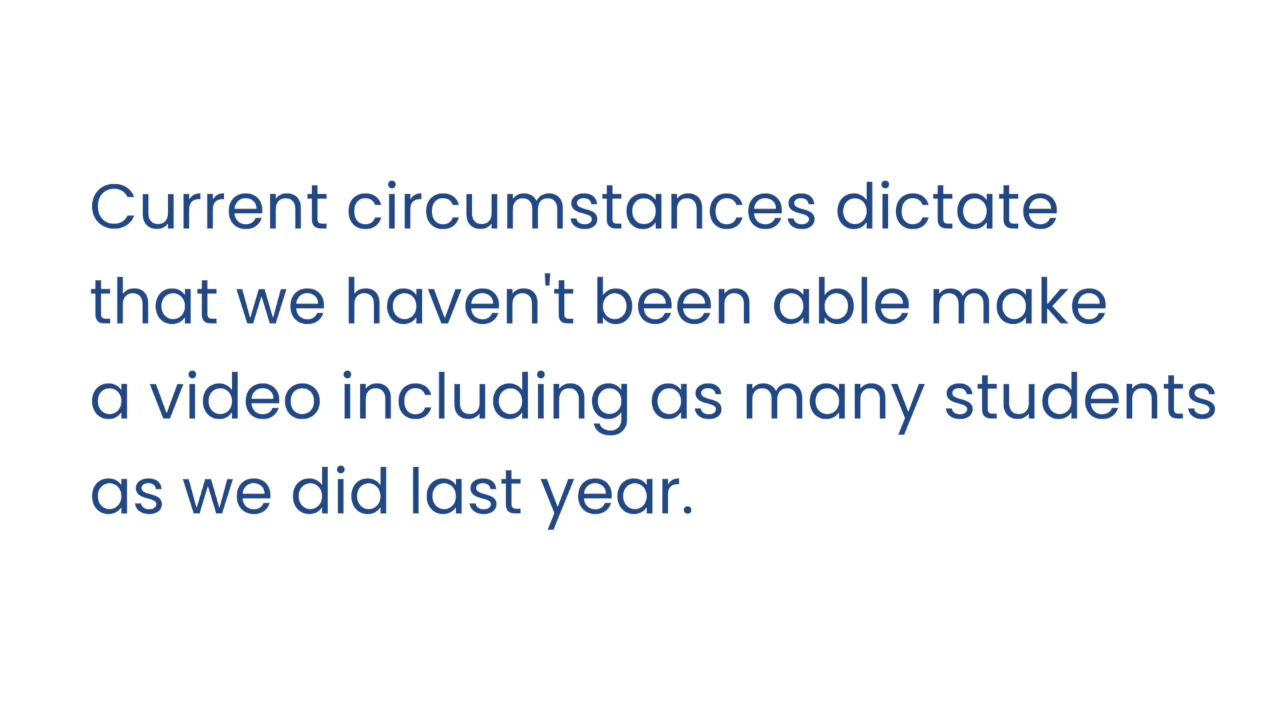 Current circumstances dictate
that we haven't been able make
a video including as many students
as we did last year.